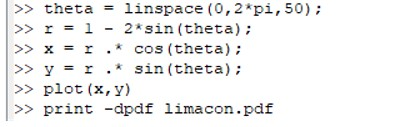 >> theta = linspace(0,2*pi,50);
>> r = 1 - 2*sin(theta);
>> x = r .* cos(theta);
>> y = r .* sin(theta);
>> plot(x,y)
>> print -dpdf limacon.pdf